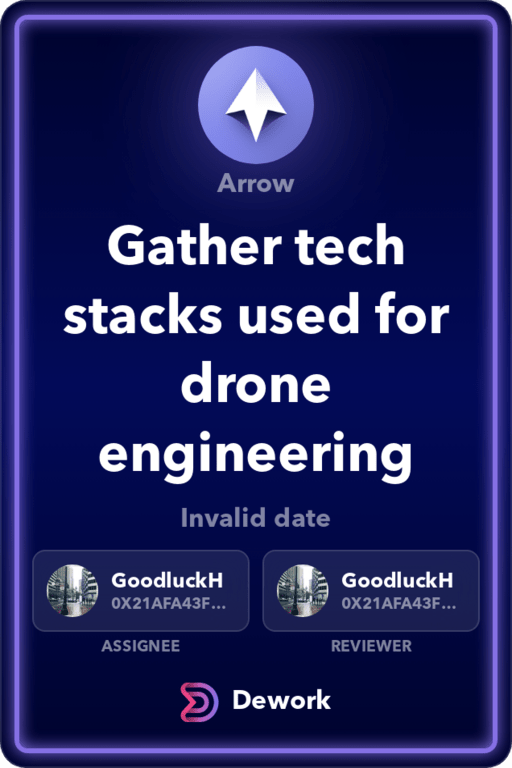 Arrow
Gather tech
stacks used for
drone
engineering
Invalid date
GoodluckH
0X21AFA43F...
ASSIGNEE
GoodluckH
0X21AFA43F...
REVIEWER
Dework